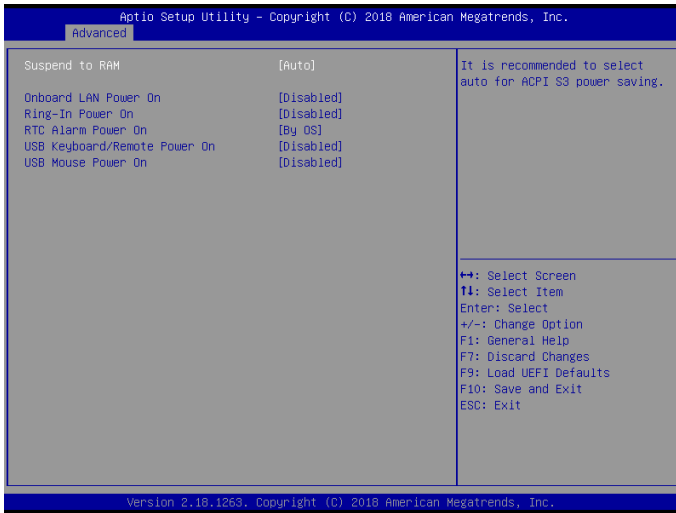 Aptio Setup Utility – Copyright (C) 2018 American Megatrends, Inc.
Advanced
Suspend to RAM [Auto]
Onboard LAN Power On [Disabled]
Ring-In Power On [Disabled]
RTC Alarm Power On [By OS]
USB Keyboard/Remote Power On [Disabled]
USB Mouse Power On [Disabled]
It is recommended to select
auto for ACPI S3 power saving.
↔: Select Screen
↑↓: Select Item
Enter: Select
+/-: Change Option
F1: General Help
F7: Discard Changes
F9: Load UEFI Defaults
F10: Save and Exit
ESC: Exit
Version 2.18.1263. Copyright (C) 2018 American Megatrends, Inc.